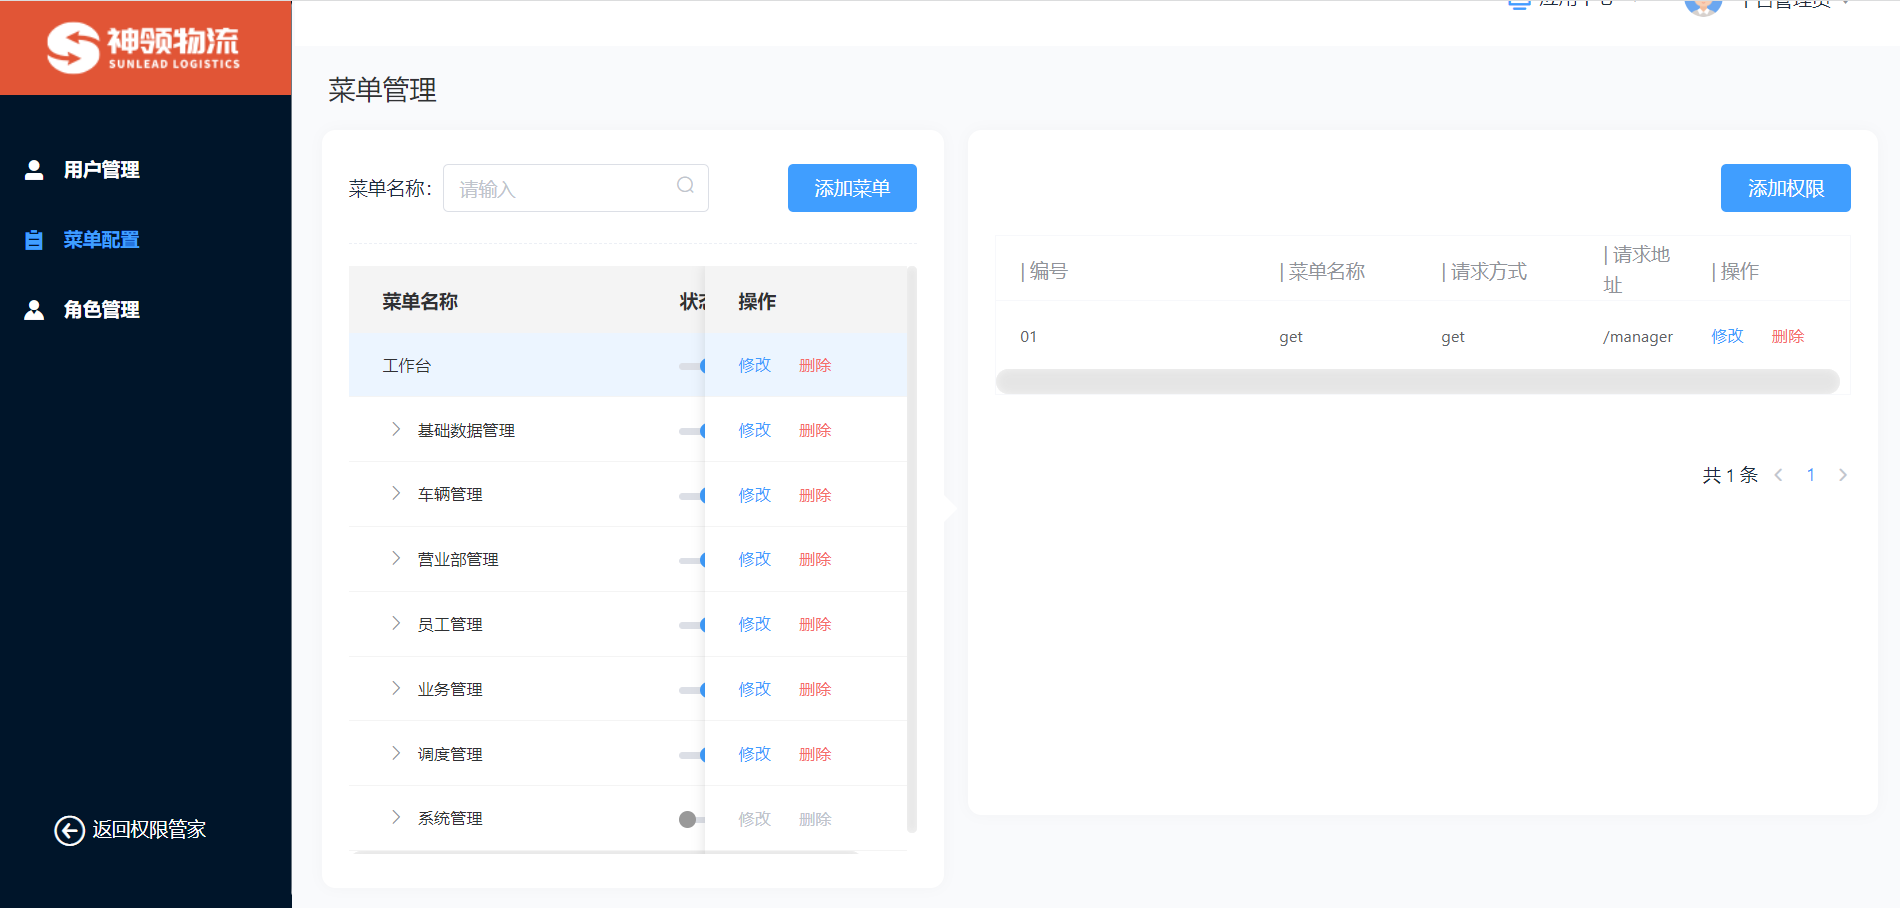 神领物流
SUNLEAD LOGISTICS
用户管理
菜单配置
角色管理
返回权限管家
菜单管理
菜单名称：
请输入
添加菜单
菜单名称 操作
工作台 修改 删除
基础数据管理 修改 删除
车辆管理 修改 删除
营业部管理 修改 删除
员工管理 修改 删除
业务管理 修改 删除
调度管理 修改 删除
系统管理 修改 删除
添加权限
| 编号 | 菜单名称 | 请求方式 | 请求地址 | 操作
01 get get /manager 修改 删除
共 1 条 1